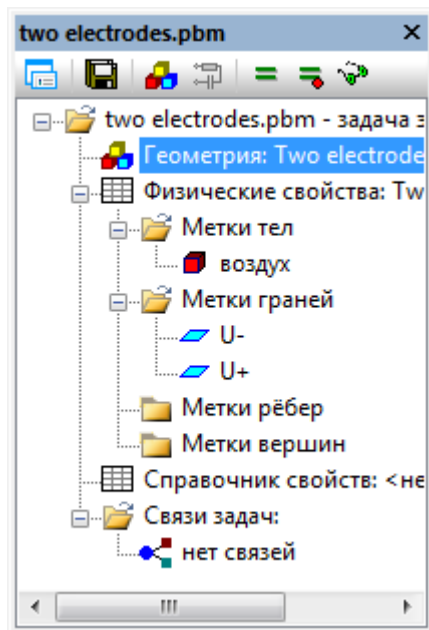 two electrodes.pbm
two electrodes.pbm - задача э
Геометрия: Two electrode
Физические свойства: Tw
Метки тел
воздух
Метки граней
U-
U+
Метки рёбер
Метки вершин
Справочник свойств: <не
Связи задач:
нет связей